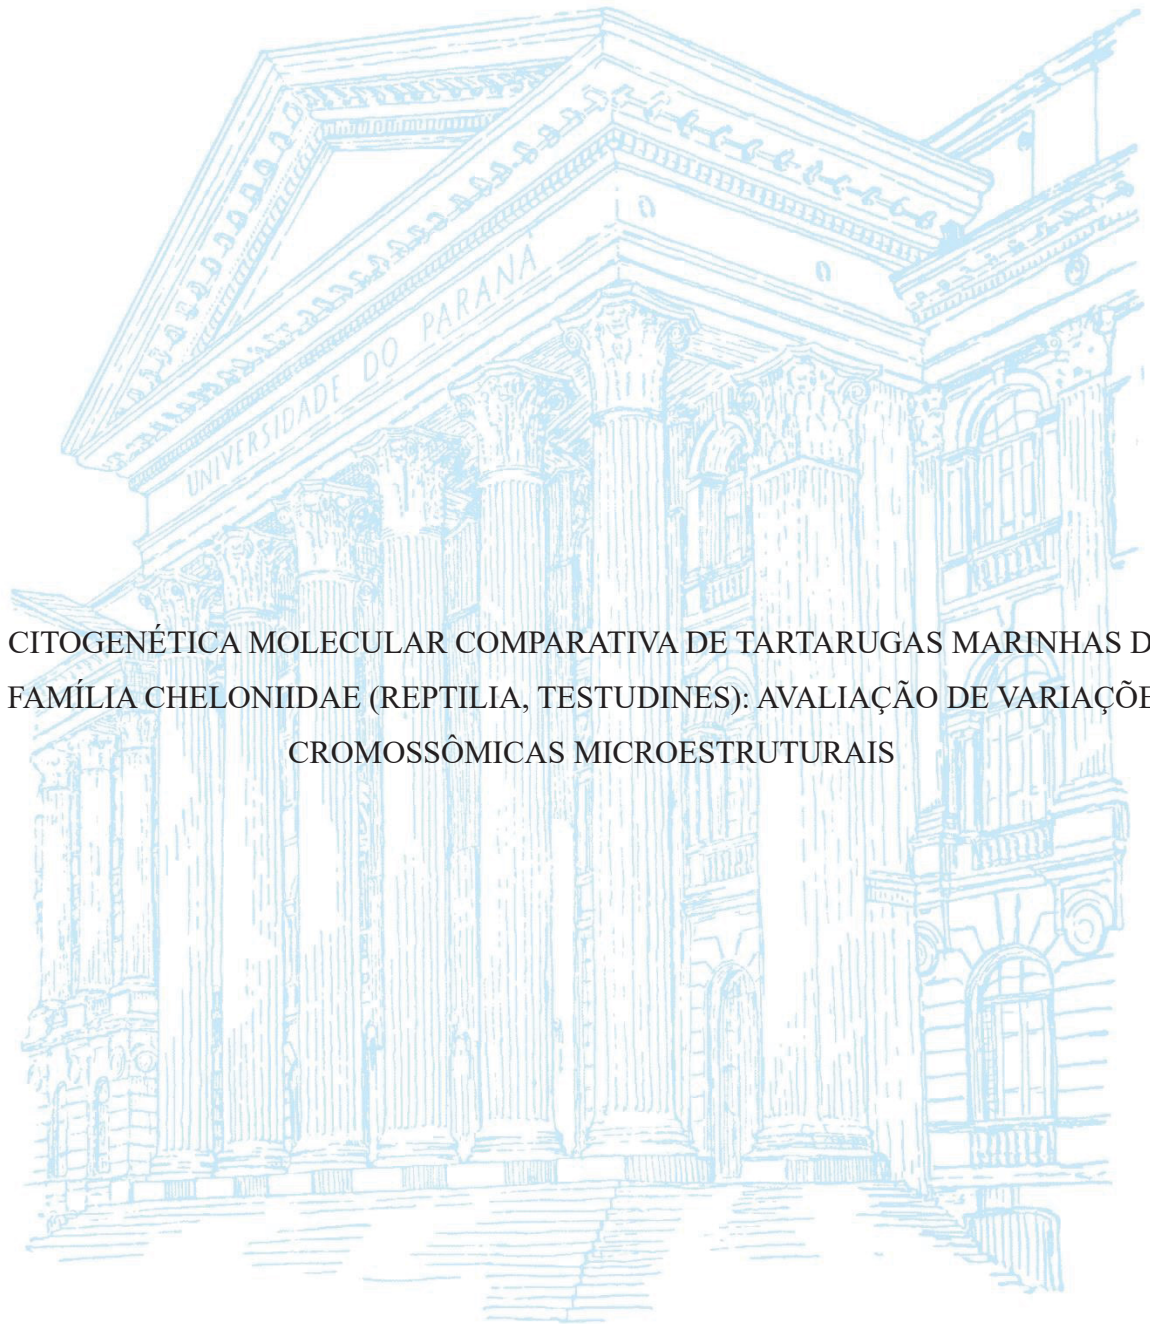 UNIVERSIDADE DO PARANÁ
CITOGENÉTICA MOLECULAR COMPARATIVA DE TARTARUGAS MARINHAS D
FAMÍLIA CHELONIIDAE (REPTILIA, TESTUDINES): AVALIAÇÃO DE VARIAÇÕE
CROMOSSÔMICAS MICROESTRUTURAIS